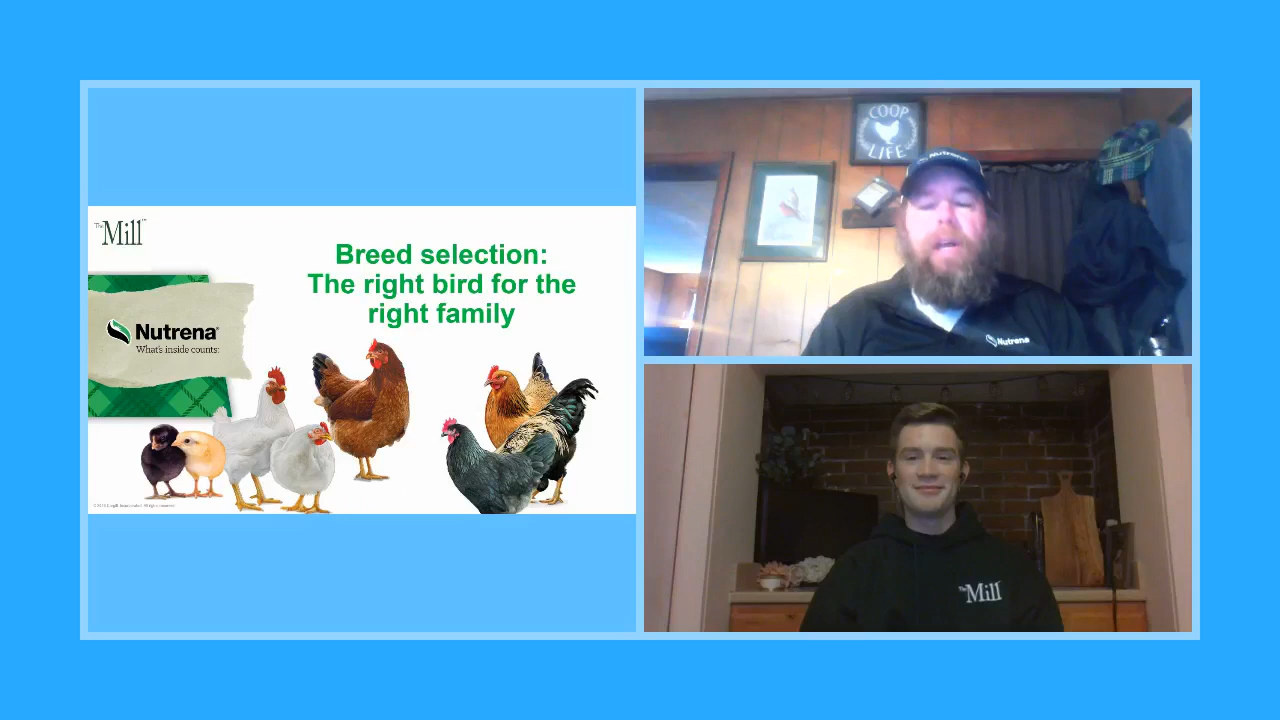 The Mill
Breed selection:
The right bird for the
right family
Nutrena
What's inside counts:
COOP
LIFE
Nutrena
Nutrena
The Mill